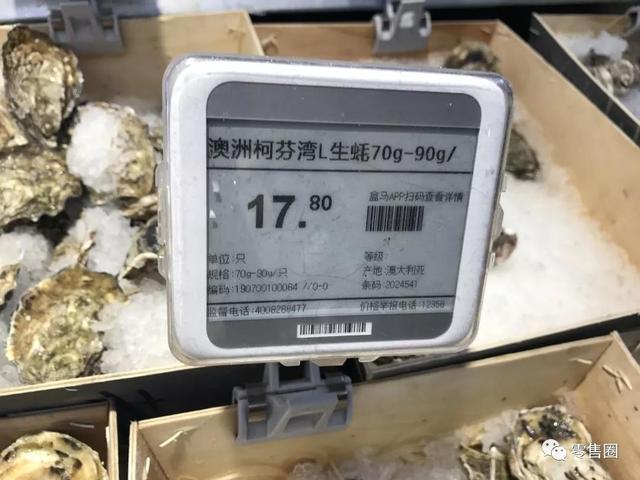 澳洲柯芬湾L生蚝70g-90g/
17.80
盒马APP扫码查看详情
单位:只
等级:
规格:70g-90g/只
产地:澳大利亚
编码:190700100064 //0-0
条码:2024541
监督电话:4008288477
价格举报电话:12358
零售圈